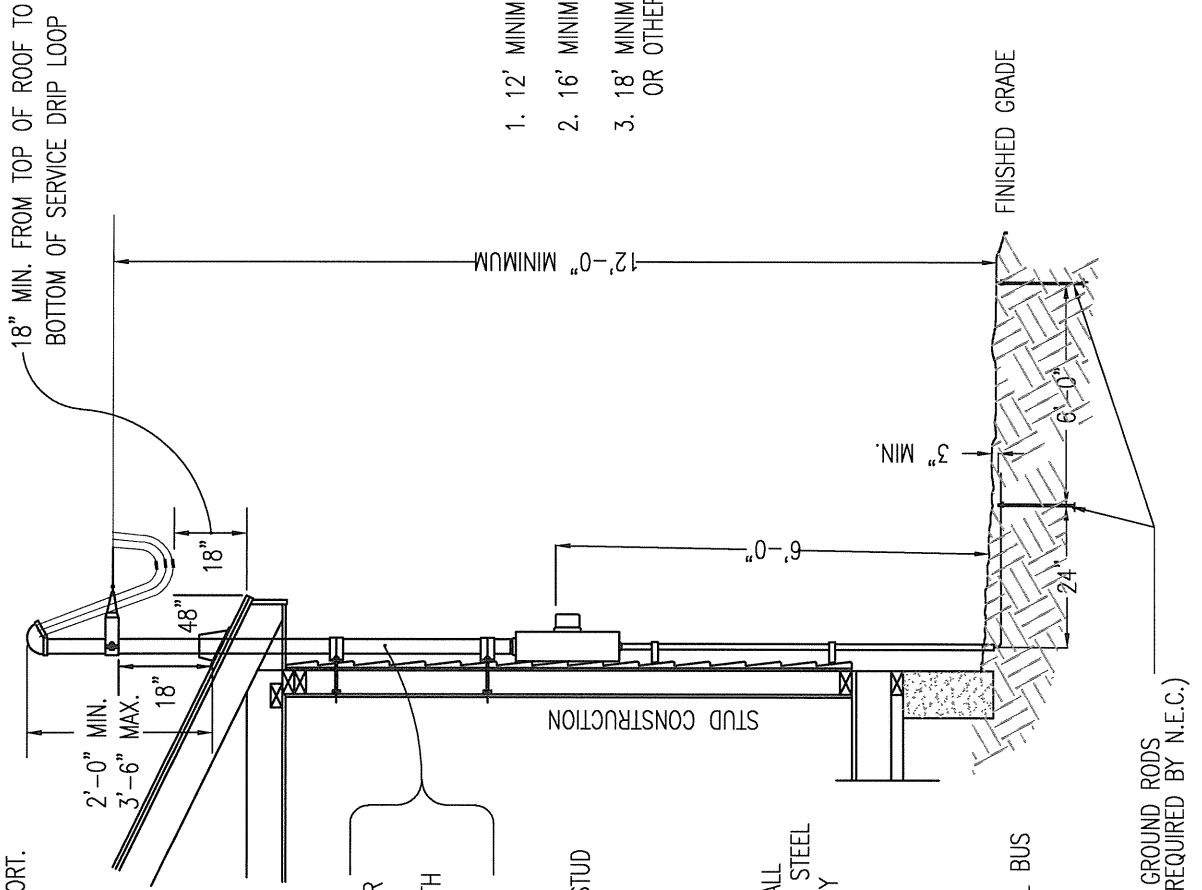 18" MIN. FROM TOP OF ROOF TO
BOTTOM OF SERVICE DRIP LOOP
ORT.
2'-0" MIN.
3'-6" MAX.
18"
48"
18"
12'-0" MINIMUM
1. 12' MINIM
2. 16' MINIM
3. 18' MINIM
OR OTHER
R
TH
STUD CONSTRUCTION
6'-0"
STUD
ALL
STEEL
Y
3" MIN.
FINISHED GRADE
24"
6'-0"
L BUS
GROUND RODS
REQUIRED BY N.E.C.)